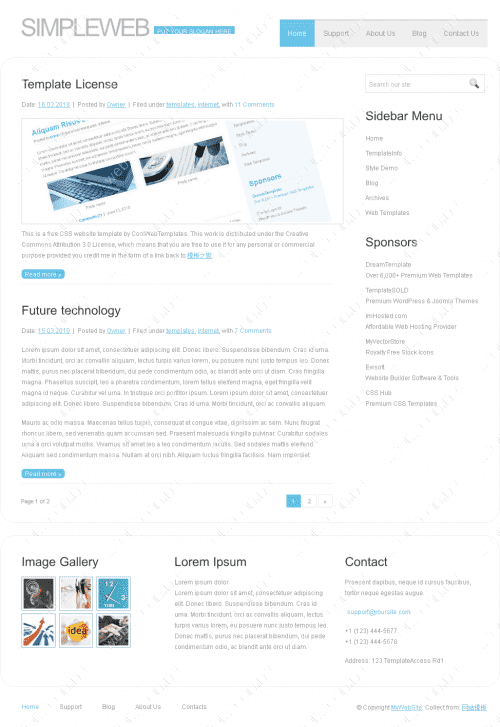 SIMPLEWEB
PUT YOUR SLOGAN HERE
Home Support About Us Blog Contact Us
Template License
Date: 16.03.2010 | Posted by Owner | Filed under templates, internet, with 11 Comments
Sponsors
This is a free CSS website template by CoolWebTemplates. This work is distributed under the Creative
Commons Attribution 3.0 License, which means that you are free to use it for any personal or commercial
purpose provided you credit me in the form of a link back to
Read more »
Future technology
Date: 15.03.2010 | Posted by Owner | Filed under templates, internet, with 7 Comments
Lorem ipsum dolor sit amet, consectetuer adipiscing elit. Donec libero. Suspendisse bibendum. Cras id urna.
Morbi tincidunt, orci ac convallis aliquam, lectus turpis varius lorem, eu posuere nunc justo tempus leo. Donec
mattis, purus nec placerat bibendum, dui pede condimentum odio, ac blandit ante orci ut diam. Cras fringilla
magna. Phasellus suscipit, leo a pharetra condimentum, lorem tellus eleifend magna, eget fringilla velit
magna id neque. Curabitur vel urna. In tristique orci porttitor ipsum. Lorem ipsum dolor sit amet, consectetuer
adipiscing elit. Donec libero. Suspendisse bibendum. Cras id urna. Morbi tincidunt, orci ac convallis aliquam.
Mauris ac odio massa. Maecenas tellus turpis, consequat et congue vitae, dignissim ac sem. Nunc feugiat
rhoncus libero, sed venenatis quam accumsan sed. Praesent malesuada fringilla pulvinar. Curabitur sodales
urna a orci volutpat mollis. Vivamus sit amet leo a leo condimentum iaculis. Sed sodales mattis eleifend.
Aliquam sed condimentum massa. Nullam at orci nibh. Aliquam luctus fringilla facilisis. Nam imperdiet
Read more »
Page 1 of 2
1 2 »
Search our site:
Sidebar Menu
Home
TemplateInfo
Style Demo
Blog
Archives
Web Templates
Sponsors
DreamTemplate
Over 6,000+ Premium Web Templates
TemplateSOLD
Premium WordPress & Joomla Themes
ImHosted.com
Affordable Web Hosting Provider
MyVectorStore
Royalty Free Stock Icons
Evrsoft
Website Builder Software & Tools
CSS Hub
Premium CSS Templates
Image Gallery
idea
Lorem Ipsum
Lorem ipsum dolor
Lorem ipsum dolor sit amet, consectetuer adipiscing
elit. Donec libero. Suspendisse bibendum. Cras id
urna. Morbi tincidunt, orci ac convallis aliquam, lectus
turpis varius lorem, eu posuere nunc justo tempus leo.
Donec mattis, purus nec placerat bibendum, dui pede
condimentum odio, ac blandit ante orci ut diam.
Contact
Praesent dapibus, neque id cursus faucibus,
tortor neque egestas augue.
support@yoursite.com
+1 (123) 444-5677
+1 (123) 444-5678
Address: 123 TemplateAccess Rd1
Home Support Blog About Us Contacts
© Copyright MyWebSite. Collect from